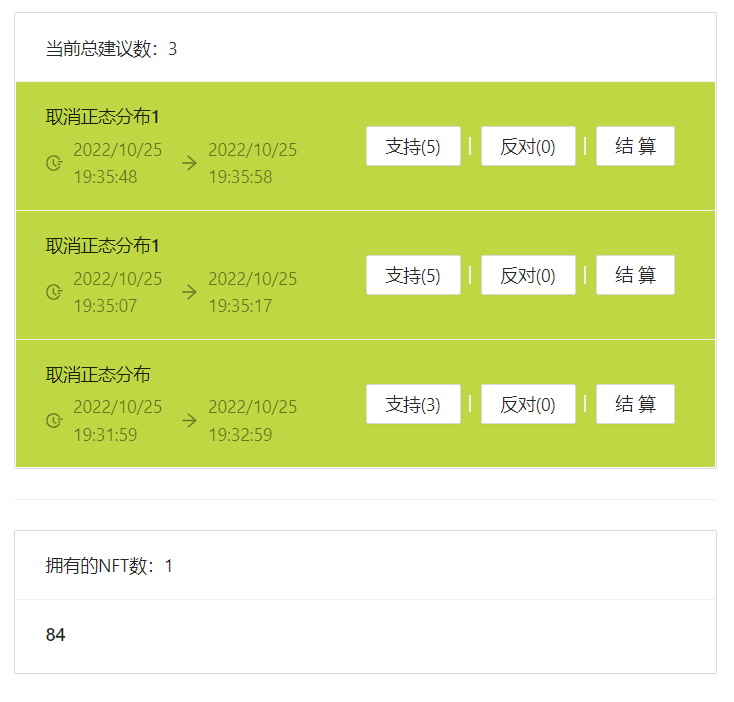 当前总建议数：3
取消正态分布1
2022/10/25 2022/10/25
19:35:48 19:35:58
支持(5) | 反对(0) | 结 算
取消正态分布1
2022/10/25 2022/10/25
19:35:07 19:35:17
支持(5) | 反对(0) | 结 算
取消正态分布
2022/10/25 2022/10/25
19:31:59 19:32:59
支持(3) | 反对(0) | 结 算
拥有的NFT数：1
84